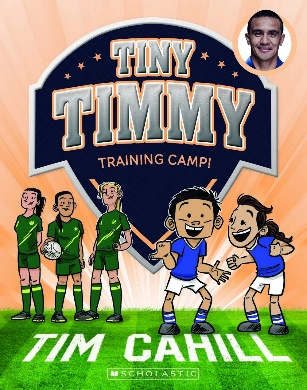 TINY
TIMMY
TRAINING CAMP!
TIM CAHILL
SCHOLASTIC